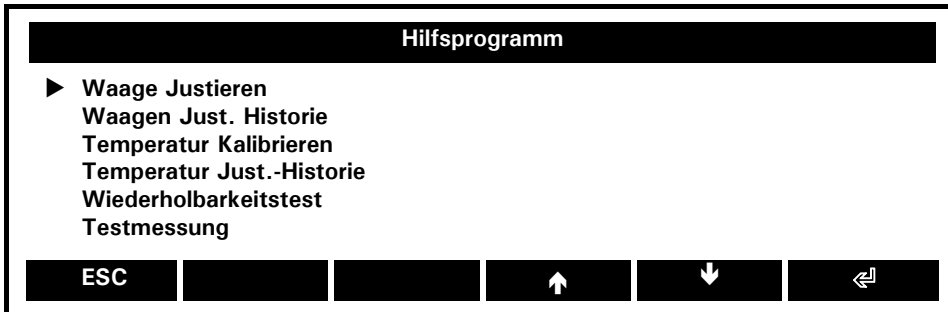 Hilfsprogramm
Waage Justieren
Waagen Just. Historie
Temperatur Kalibrieren
Temperatur Just.-Historie
Wiederholbarkeitstest
Testmessung
ESC